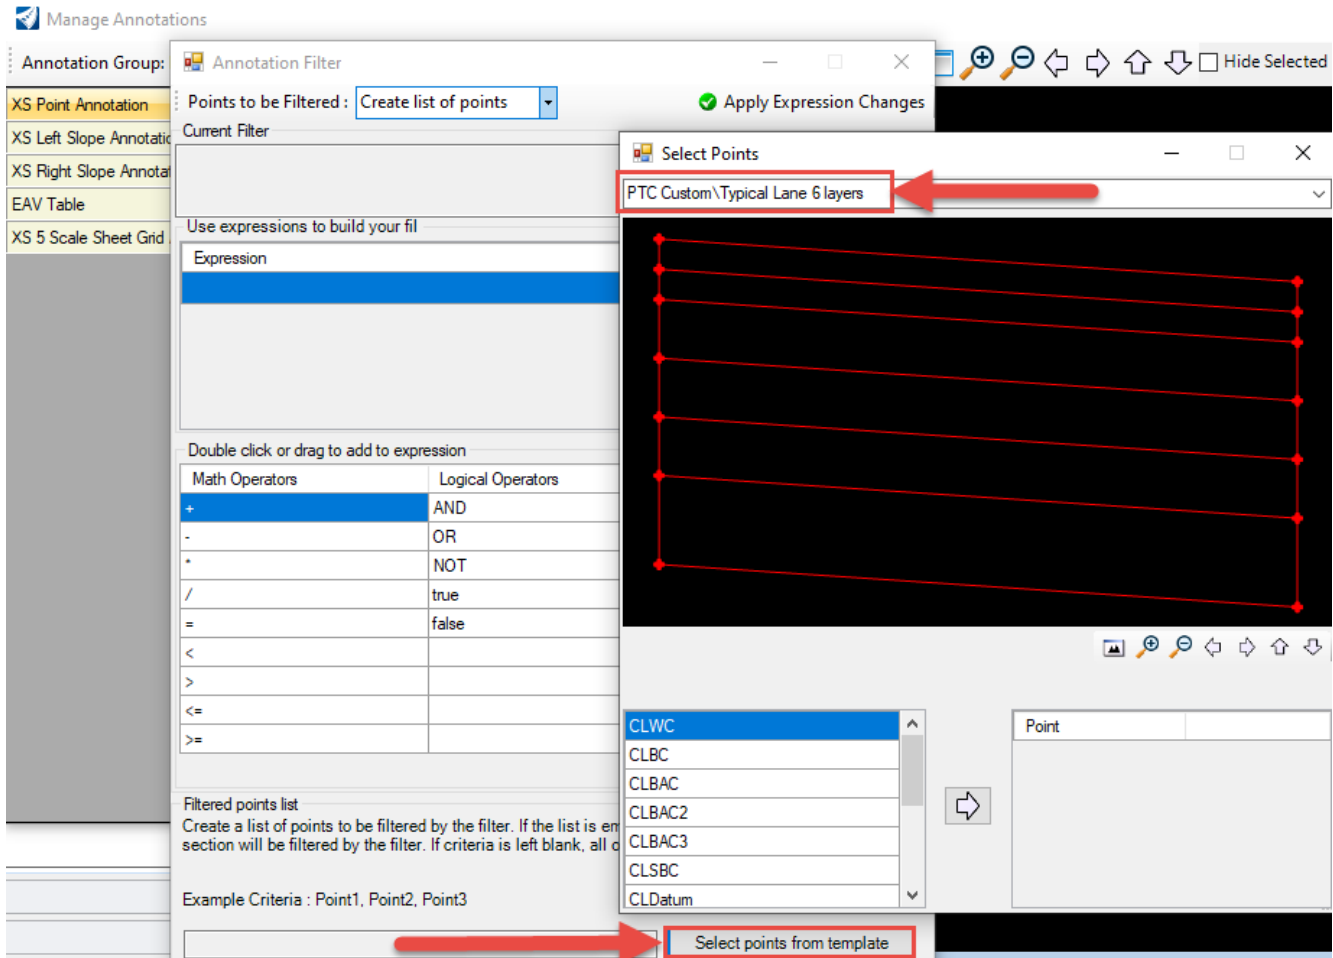 Manage Annotations
Annotation Group:
Annotation Filter
Hide Selected
Points to be Filtered : Create list of points
Apply Expression Changes
XS Point Annotation
XS Left Slope Annotatio
XS Right Slope Annotat
EAV Table
XS 5 Scale Sheet Grid
Current Filter
Select Points
PTC Custom\Typical Lane 6 layers
Use expressions to build your fil
Expression
Double click or drag to add to expression
Math Operators Logical Operators
+ AND
- OR
* NOT
/ true
= false
<
>
<=
>=
CLWC
CLBC
CLBAC
CLBAC2
CLBAC3
CLSBC
CLDatum
Point
Filtered points list
Create a list of points to be filtered by the filter. If the list is em
section will be filtered by the filter. If criteria is left blank, all o
Example Criteria : Point1, Point2, Point3
Select points from template